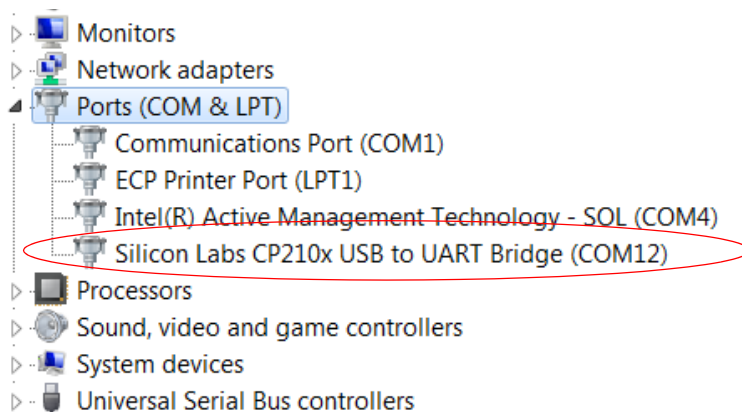 Monitors
Network adapters
Ports (COM & LPT)
Communications Port (COM1)
ECP Printer Port (LPT1)
Intel(R) Active Management Technology - SOL (COM4)
Silicon Labs CP210x USB to UART Bridge (COM12)
Processors
Sound, video and game controllers
System devices
Universal Serial Bus controllers